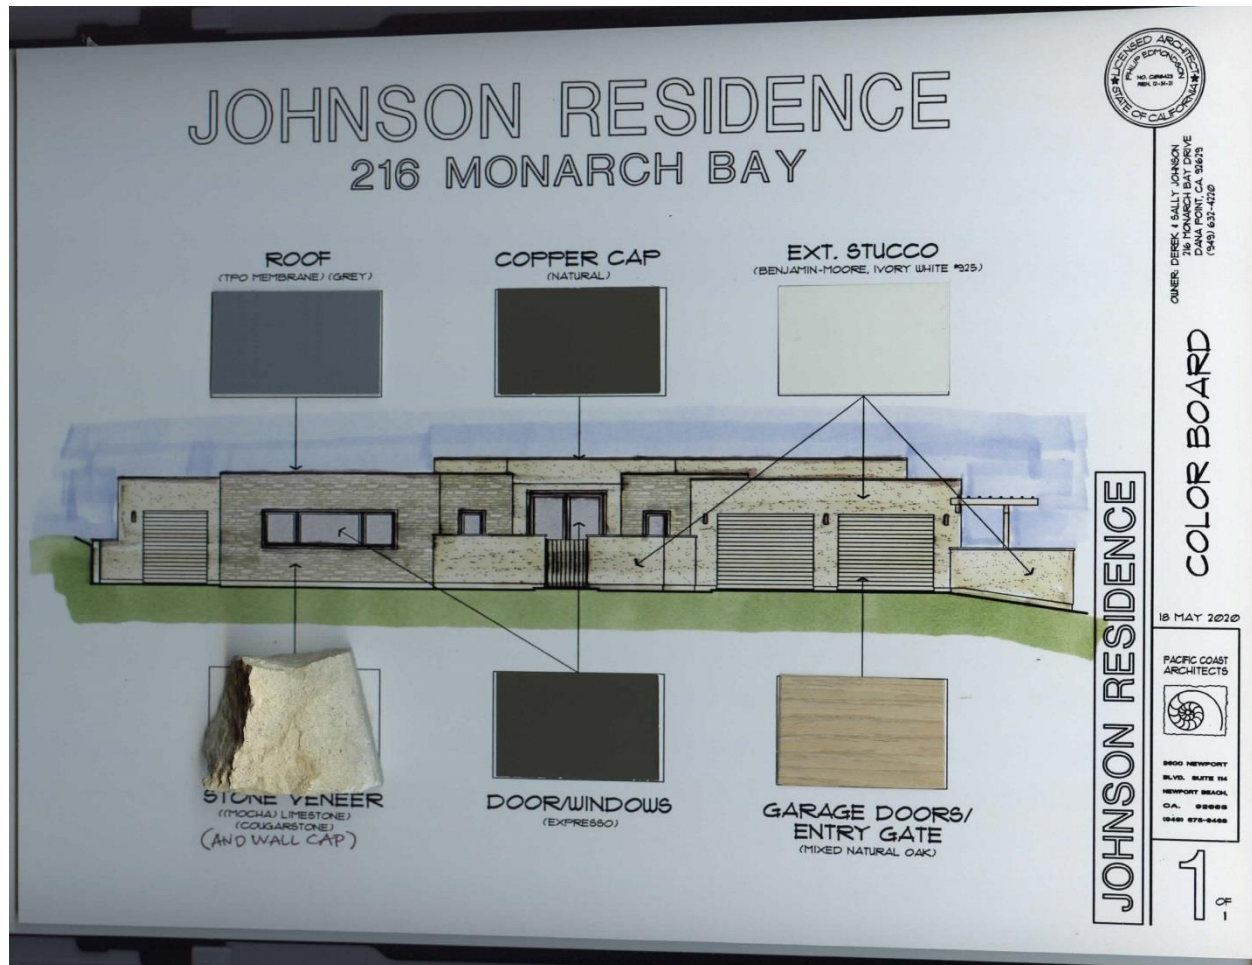 JOHNSON RESIDENCE
216 MONARCH BAY
ROOF
(TPO MEMBRANE) (GREY)
COPPER CAP
(NATURAL)
EXT. STUCCO
(BENJAMIN-MOORE, IVORY WHITE #925)
STONE VENEER
((MOCHA) LIMESTONE)
(COUGARSTONE)
(AND WALL CAP)
DOOR/WINDOWS
(EXPRESSO)
GARAGE DOORS/
ENTRY GATE
(MIXED NATURAL OAK)
LICENSED ARCHITECT
PHILIP EDMONDSON
STATE OF CALIFORNIA
OWNER: DEREK & SALLY JOHNSON
216 MONARCH BAY DRIVE
DANA POINT, CA. 92629
(949) 632-4220
COLOR BOARD
JOHNSON RESIDENCE
18 MAY 2020
PACIFIC COAST
ARCHITECTS
NEWPORT
BLVD. SUITE 114
NEWPORT BEACH,
CA.
1
OF
1